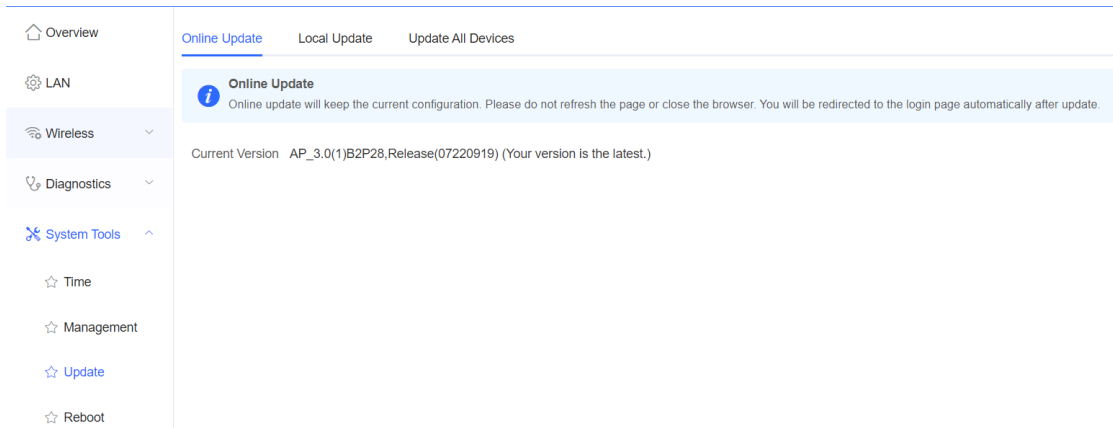 Overview
Online Update
Local Update
Update All Devices
LAN
Online Update
Online update will keep the current configuration. Please do not refresh the page or close the browser. You will be redirected to the login page automatically after update.
Wireless
Current Version AP_3.0(1)B2P28,Release(07220919) (Your version is the latest.)
Diagnostics
System Tools
Time
Management
Update
Reboot